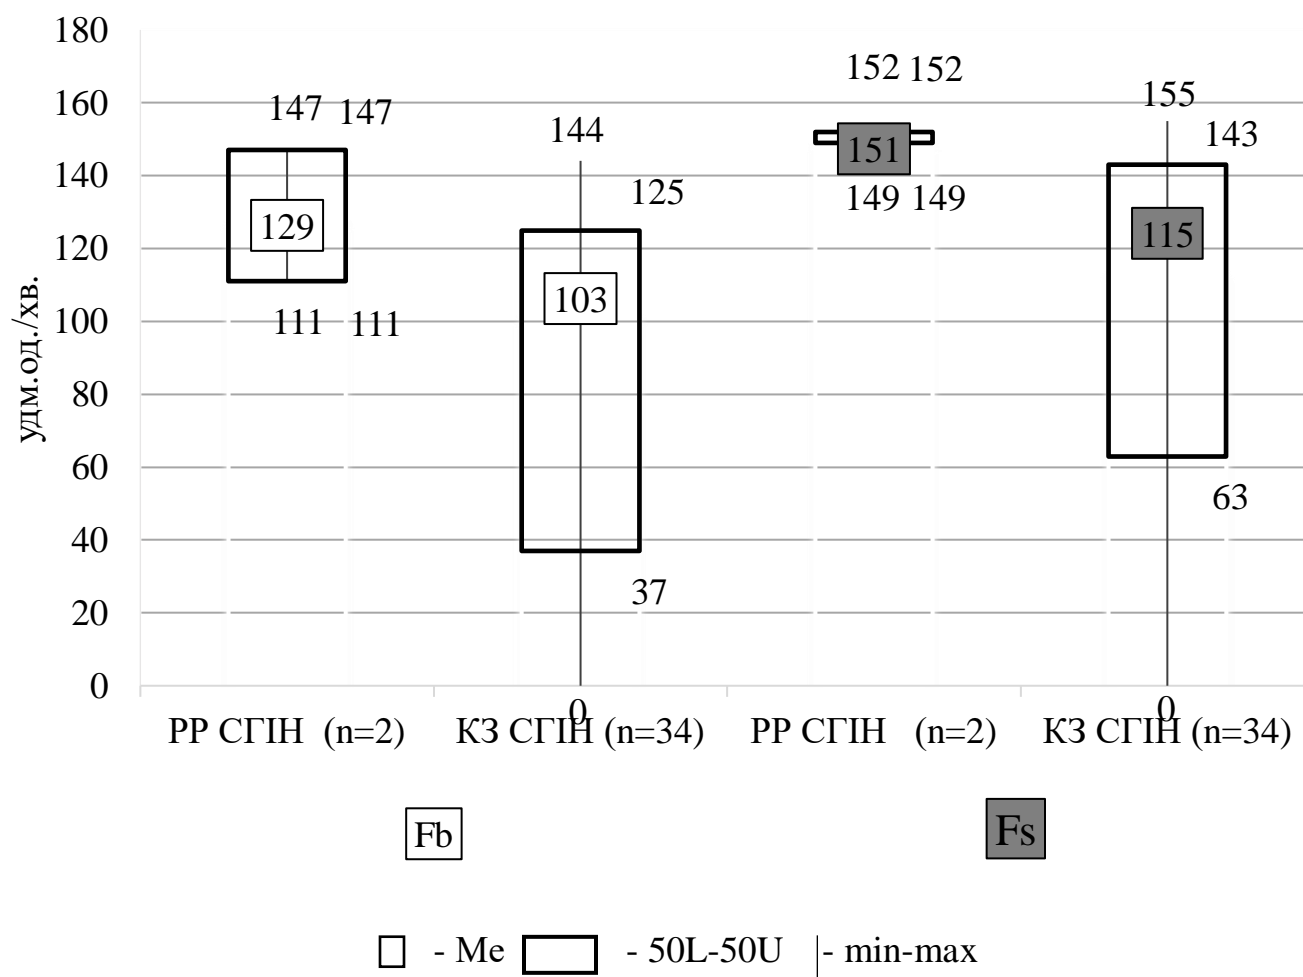 180
160
140
120
100
80
60
40
20
0
удм.од./хв.
147 147
129
111 111
144
125
103
37
0
152 152
151
149 149
155
143
115
63
0
РР СГІН (n=2)
КЗ СГІН (n=34)
РР СГІН (n=2)
КЗ СГІН (n=34)
Fb
Fs
- Me
- 50L-50U
- min-max